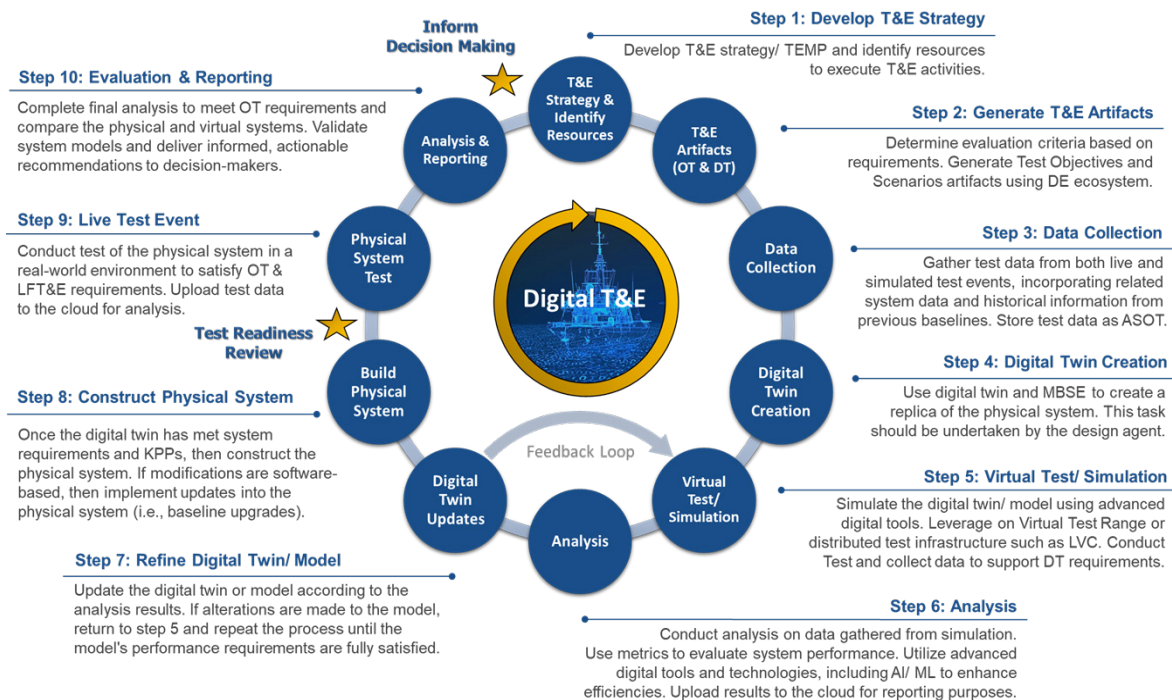 Step 1: Develop T&E Strategy
Develop T&E strategy/ TEMP and identify resources
to execute T&E activities.
Step 2: Generate T&E Artifacts
Determine evaluation criteria based on
requirements. Generate Test Objectives and
Scenarios artifacts using DE ecosystem.
Step 3: Data Collection
Gather test data from both live and
simulated test events, incorporating related
system data and historical information from
previous baselines. Store test data as ASOT.
Step 4: Digital Twin Creation
Use digital twin and MBSE to create a
replica of the physical system. This task
should be undertaken by the design agent.
Step 5: Virtual Test/ Simulation
Simulate the digital twin/ model using advanced
digital tools. Leverage on Virtual Test Range or
distributed test infrastructure such as LVC. Conduct
Test and collect data to support DT requirements.
Step 6: Analysis
Conduct analysis on data gathered from simulation.
Use metrics to evaluate system performance. Utilize advanced
digital tools and technologies, including AI/ ML to enhance
efficiencies. Upload results to the cloud for reporting purposes.
Step 7: Refine Digital Twin/ Model
Update the digital twin or model according to the
analysis results. If alterations are made to the model,
return to step 5 and repeat the process until the
model's performance requirements are fully satisfied.
Step 8: Construct Physical System
Once the digital twin has met system
requirements and KPPs, then construct the
physical system. If modifications are software-
based, then implement updates into the
physical system (i.e., baseline upgrades).
Step 9: Live Test Event
Conduct test of the physical system in a
real-world environment to satisfy OT &
LFT&E requirements. Upload test data
to the cloud for analysis.
Step 10: Evaluation & Reporting
Complete final analysis to meet OT requirements and
compare the physical and virtual systems. Validate
system models and deliver informed, actionable
recommendations to decision-makers.
Inform
Decision Making
Test Readiness
Review
T&E
Strategy &
Identify
Resources
T&E
Artifacts
(OT & DT)
Data
Collection
Digital
Twin
Creation
Virtual
Test/
Simulation
Analysis
Digital
Twin
Updates
Build
Physical
System
Physical
System
Test
Analysis &
Reporting
Digital T&E
Feedback Loop